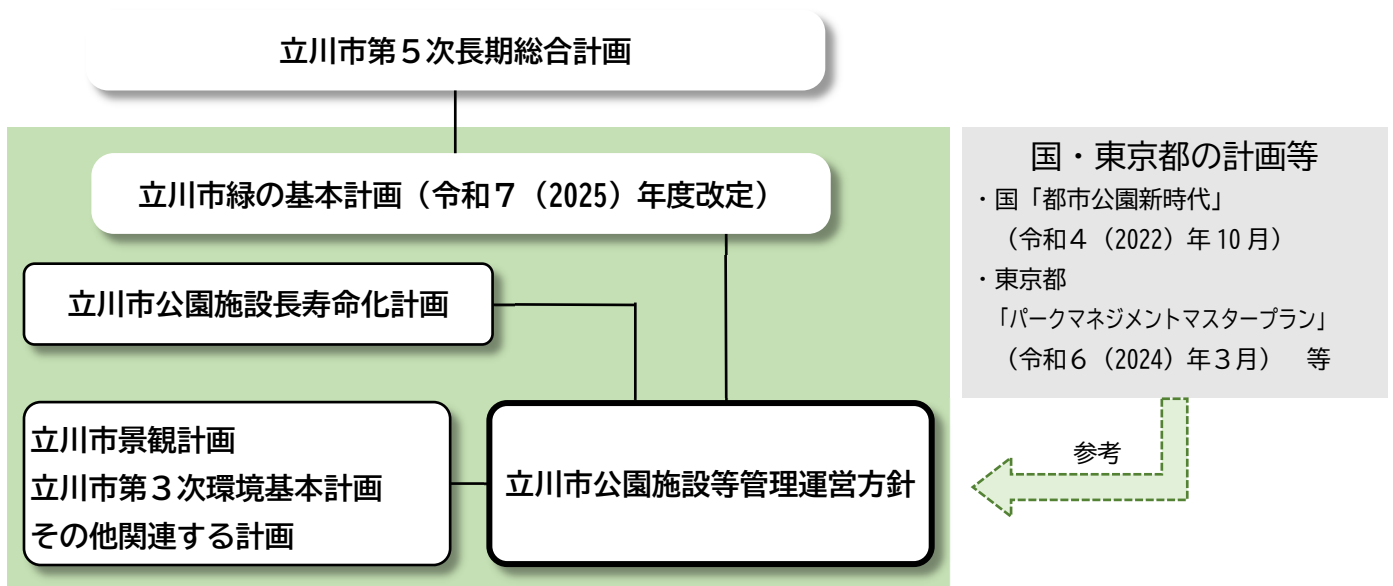 立川市第５次長期総合計画
立川市緑の基本計画（令和７（2025）年度改定）
立川市公園施設長寿命化計画
立川市景観計画
立川市第３次環境基本計画
その他関連する計画
立川市公園施設等管理運営方針
国・東京都の計画等
・国「都市公園新時代」
（令和４（2022）年 10 月）
・東京都
「パークマネジメントマスタープラン」
（令和６（2024）年３月）　等
参考